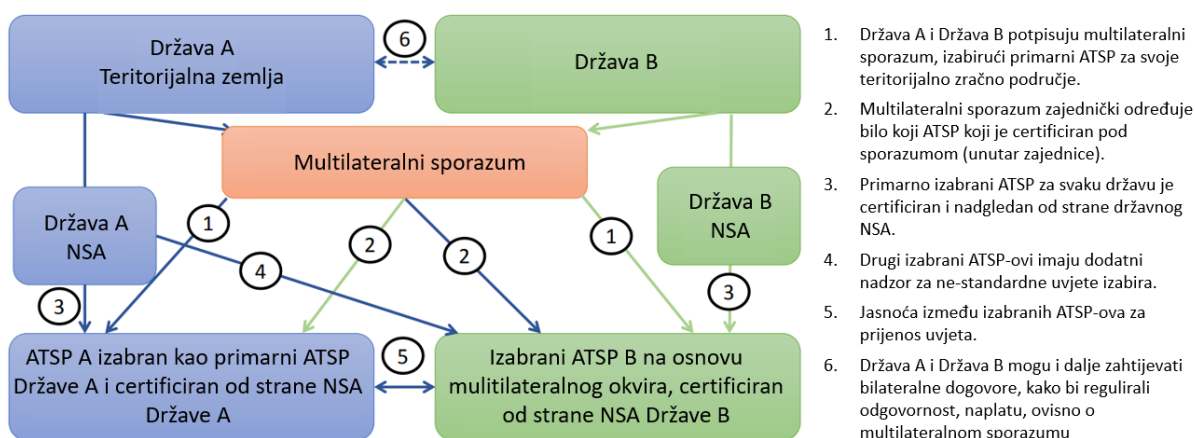 Država A
Teritorijalna zemlja
6
Država B
Multilateralni sporazum
Država A
NSA
Država B
NSA
1
2
2
1
4
3
3
ATSP A izabran kao primarni ATSP
Države A i certificiran od strane NSA
Države A
5
Izabrani ATSP B na osnovu
mulitilateralnog okvira, certificiran
od strane NSA Države B
1. Država A i Država B potpisuju multilateralni
sporazum, izabirući primarni ATSP za svoje
teritorijalno zračno područje.
2. Multilateralni sporazum zajednički određuje
bilo koji ATSP koji je certificiran pod
sporazumom (unutar zajednice).
3. Primarno izabrani ATSP za svaku državu je
certificiran i nadgledan od strane državnog
NSA.
4. Drugi izabrani ATSP-ovi imaju dodatni
nadzor za ne-standardne uvjete izabira.
5. Jasnoća između izabranih ATSP-ova za
prijenos uvjeta.
6. Država A i Država B mogu i dalje zahtijevati
bilateralne dogovore, kako bi regulirali
odgovornost, naplatu, ovisno o
multilateralnom sporazumu